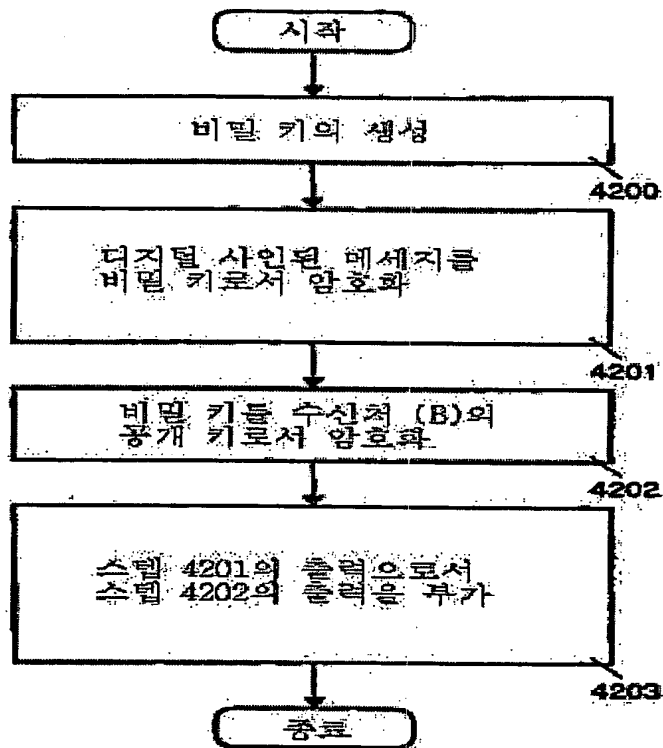 시작
비밀 키의 생성
4200
디지털 사인된 메세지를
비밀 키로서 암호화
4201
비밀 키를 수신처 (B)의
공개 키로서 암호화
4202
스텝 4201의 출력으로서
스텝 4202의 출력을 부가
4203
종료